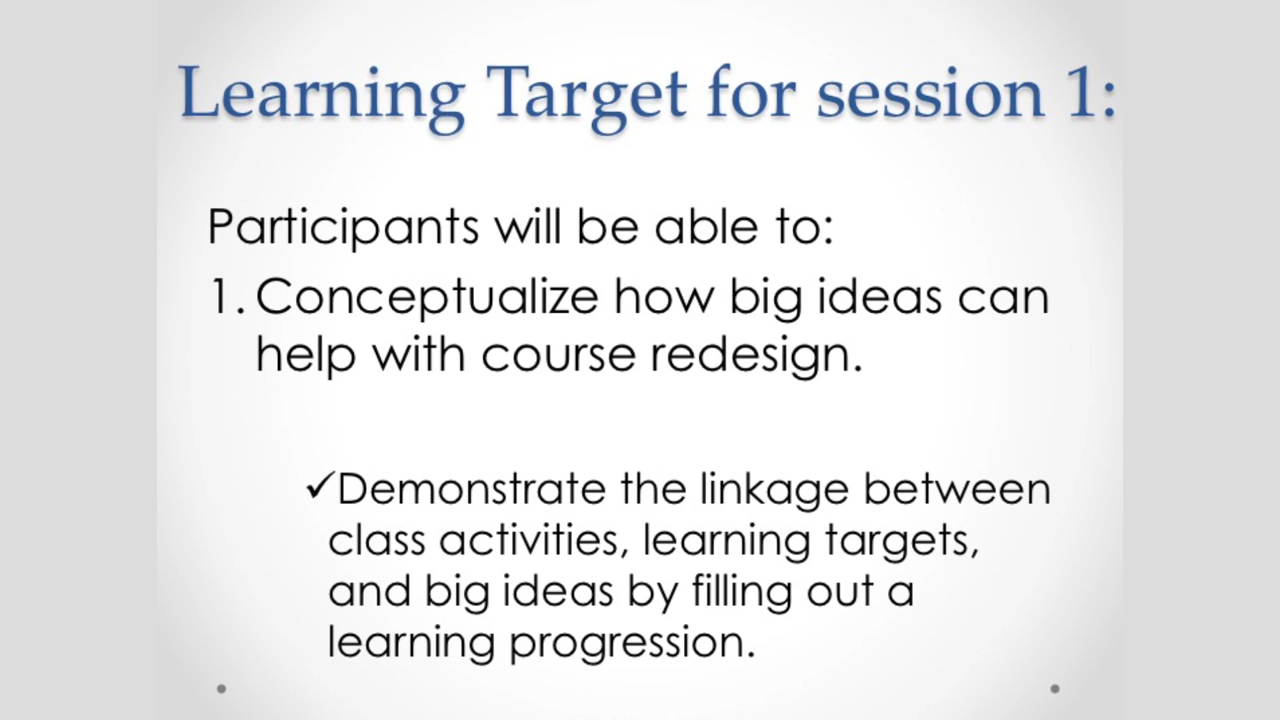 Learning Target for session 1:
Participants will be able to:
1. Conceptualize how big ideas can
help with course redesign.
✓Demonstrate the linkage between
class activities, learning targets,
and big ideas by filling out a
learning progression.